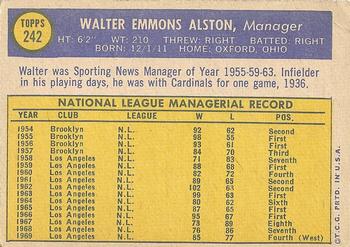 TOPPS
242
WALTER EMMONS ALSTON, Manager
HT: 6'2" WT: 210 THREW: RIGHT BATTED: RIGHT
BORN: 12/1/11 HOME: OXFORD, OHIO
Walter was Sporting News Manager of Year 1955-59-63. Infielder
in his playing days, he was with Cardinals for one game, 1936.
NATIONAL LEAGUE MANAGERIAL RECORD
YEAR CLUB LEAGUE W L POS.
1954 Brooklyn N.L. 92 62 Second
1955 Brooklyn N.L. 98 55 First
1956 Brooklyn N.L. 93 61 First
1957 Brooklyn N.L. 84 70 Third
1958 Los Angeles N.L. 71 83 Seventh
1959 Los Angeles N.L. 88 68 First
1960 Los Angeles N.L. 82 72 Fourth
1961 Los Angeles N.L. 89 65 Second
1962 Los Angeles N.L. 102 63 Second
1963 Los Angeles N.L. 99 63 First
1964 Los Angeles N.L. 80 82 Sixth
1965 Los Angeles N.L. 97 65 First
1966 Los Angeles N.L. 95 67 First
1967 Los Angeles N.L. 73 89 Eighth
1968 Los Angeles N.L. 76 86 Seventh
1969 Los Angeles N.L. 85 77 Fourth (West)
©T.C.G. PRTD. IN U.S.A.